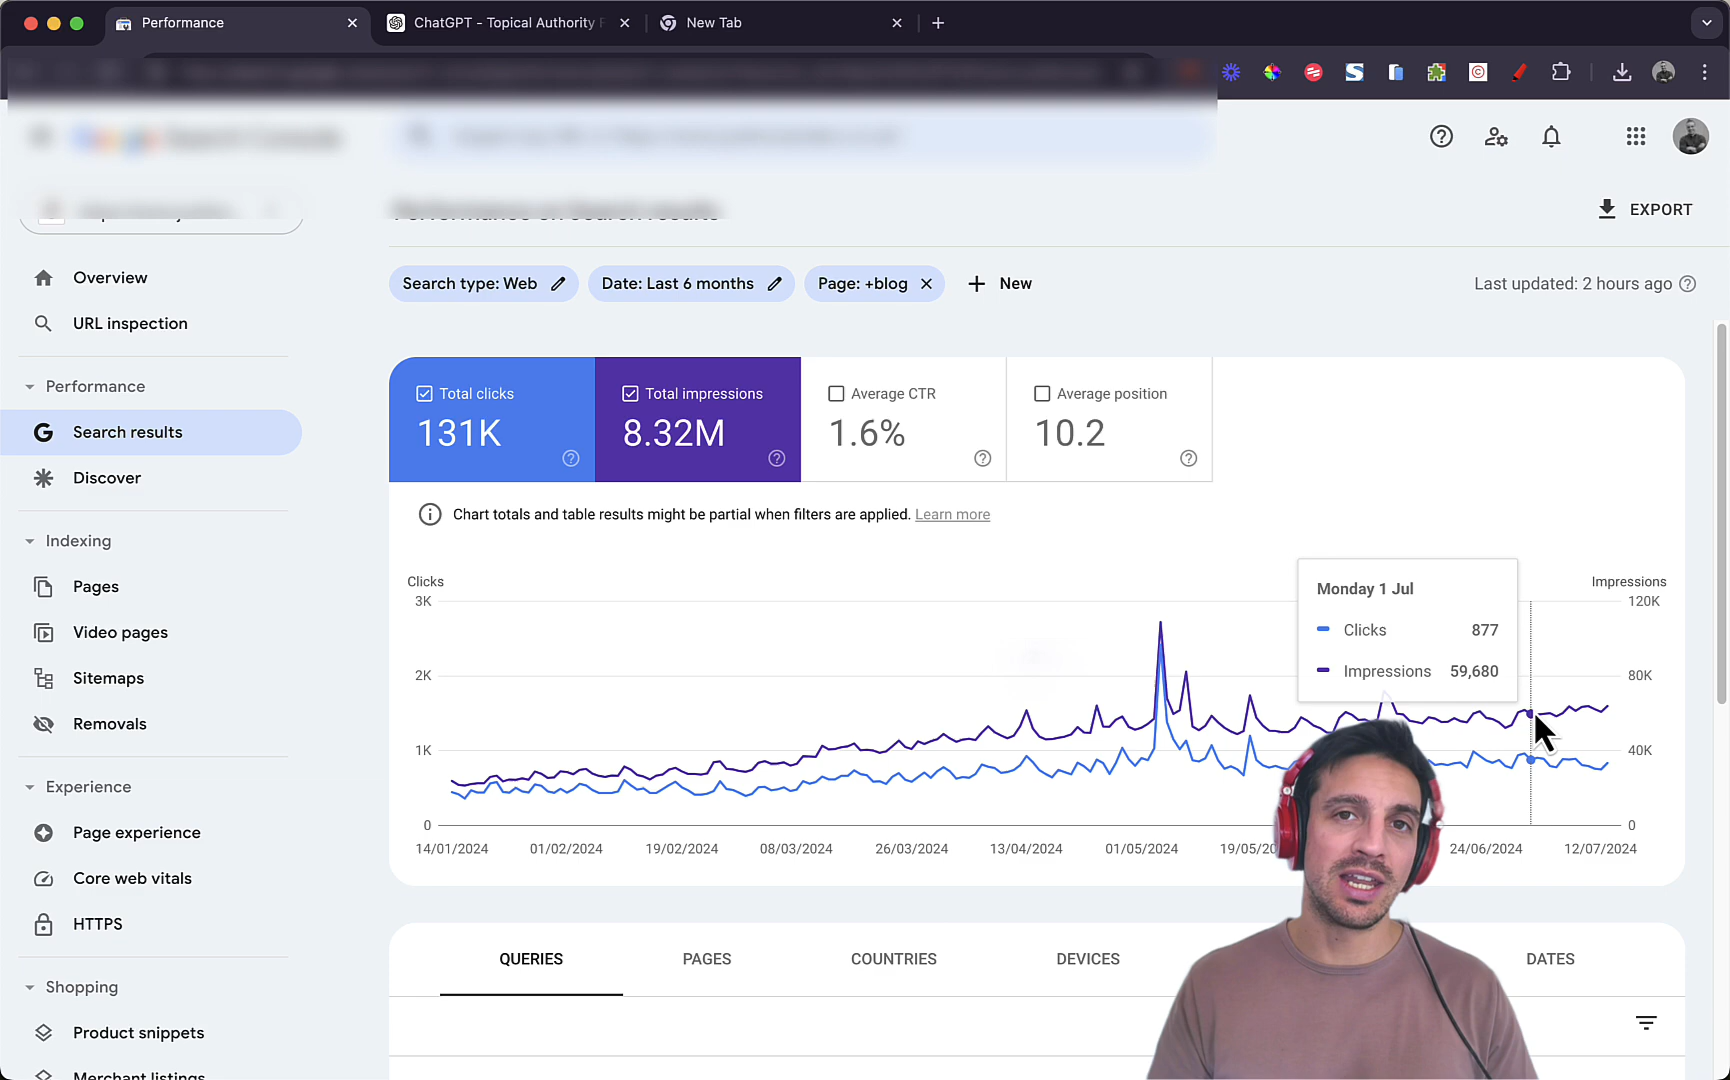 Performance
ChatGPT - Topical Authority F
New Tab
EXPORT
Overview
URL inspection
Performance
Search results
Discover
Indexing
Pages
Video pages
Sitemaps
Removals
Experience
Page experience
Core web vitals
HTTPS
Shopping
Product snippets
Merchant listings
Search type: Web
Date: Last 6 months
Page: +blog
New
Last updated: 2 hours ago
Total clicks
131K
Total impressions
8.32M
Average CTR
1.6%
Average position
10.2
Chart totals and table results might be partial when filters are applied. Learn more
Clicks
Impressions
3K
2K
1K
0
120K
80K
40K
0
Monday 1 Jul
Clicks 877
Impressions 59,680
14/01/2024 01/02/2024 19/02/2024 08/03/2024 26/03/2024 13/04/2024 01/05/2024 19/05/20 24/06/2024 12/07/2024
QUERIES PAGES COUNTRIES DEVICES DATES